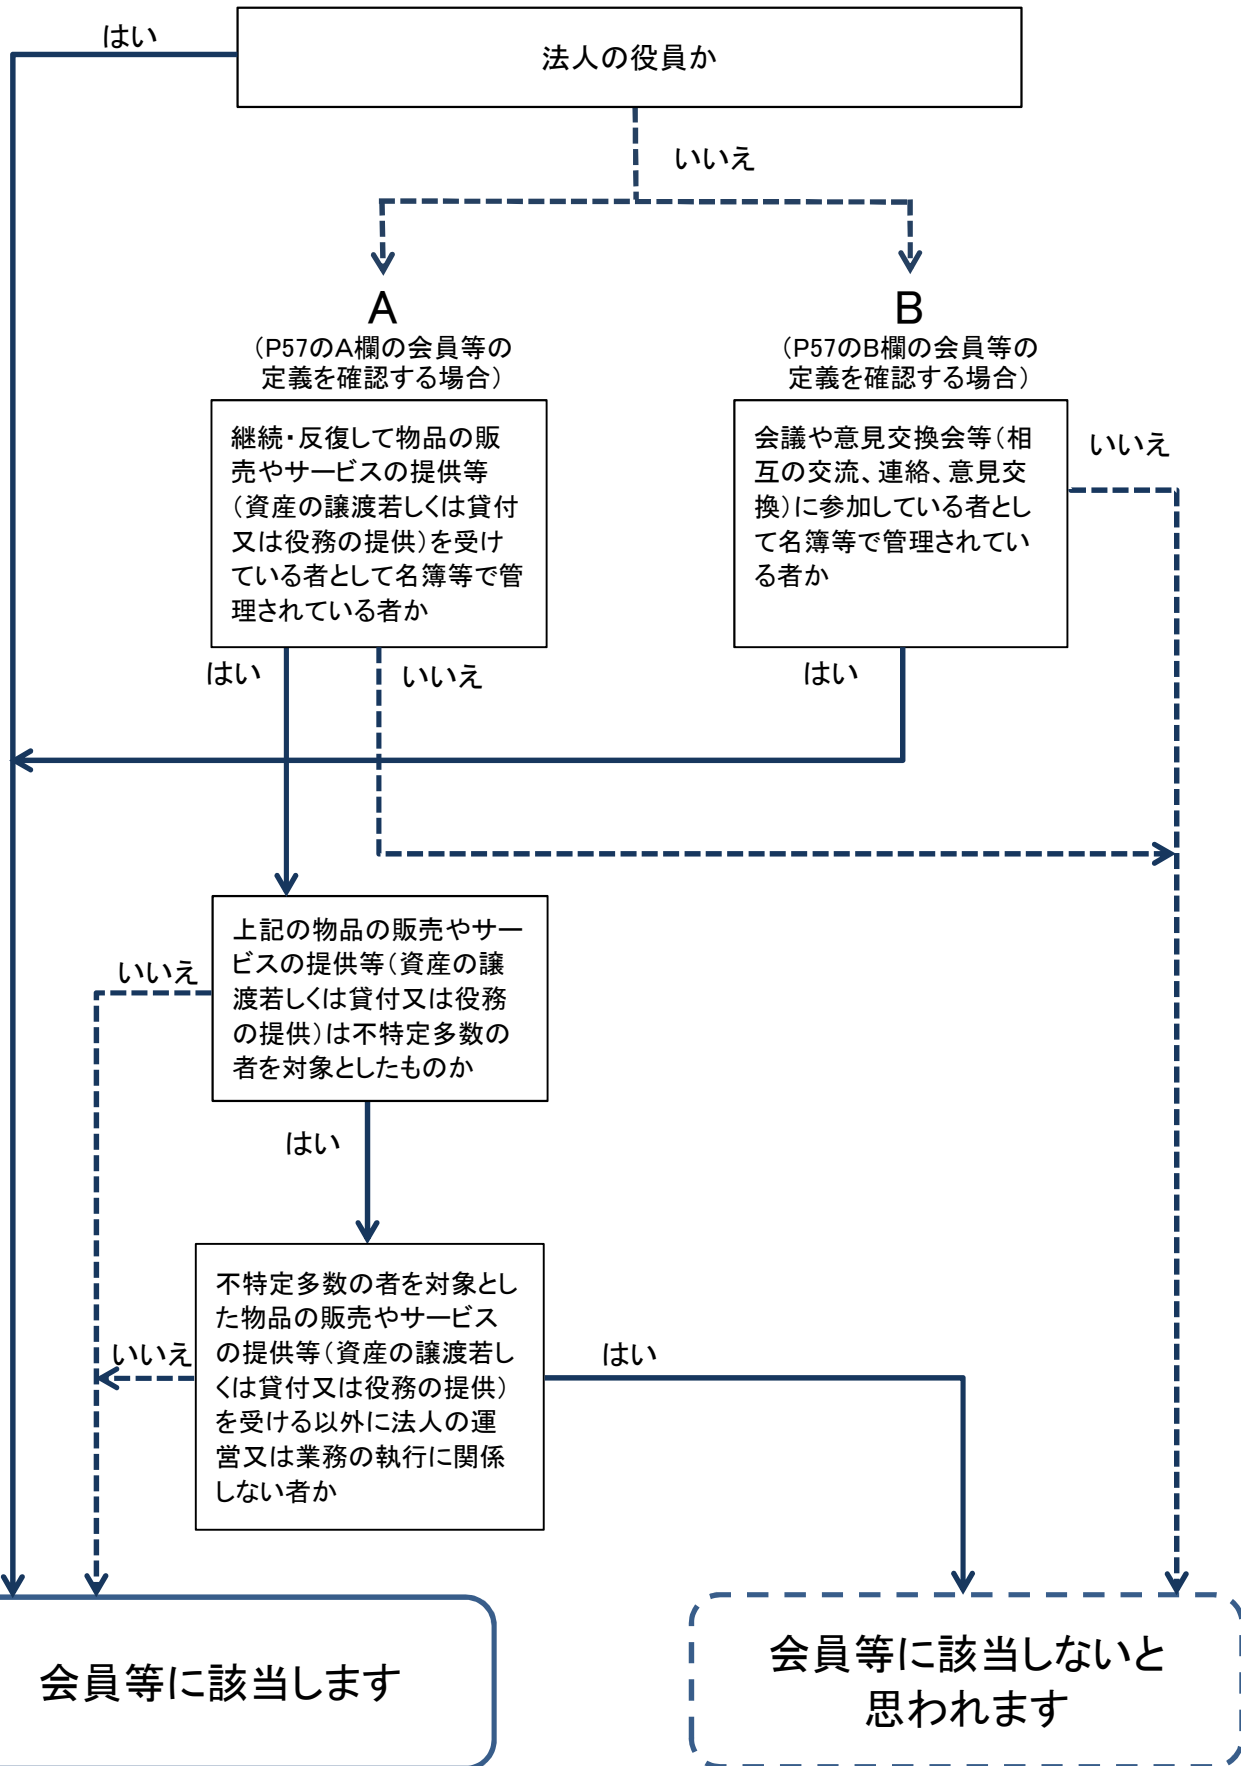 はい
法人の役員か
いいえ
A
（P57のA欄の会員等の
定義を確認する場合）
B
（P57のB欄の会員等の
定義を確認する場合）
継続・反復して物品の販
売やサービスの提供等
（資産の譲渡若しくは貸付
又は役務の提供）を受け
ている者として名簿等で管
理されている者か
会議や意見交換会等（相
互の交流、連絡、意見交
換）に参加している者とし
て名簿等で管理されてい
る者か
いいえ
はい
いいえ
はい
上記の物品の販売やサー
ビスの提供等（資産の譲
渡若しくは貸付又は役務
の提供）は不特定多数の
者を対象としたものか
いいえ
はい
不特定多数の者を対象とし
た物品の販売やサービス
の提供等（資産の譲渡若し
くは貸付又は役務の提供）
を受ける以外に法人の運
営又は業務の執行に関係
しない者か
いいえ
はい
会員等に該当します
会員等に該当しないと
思われます